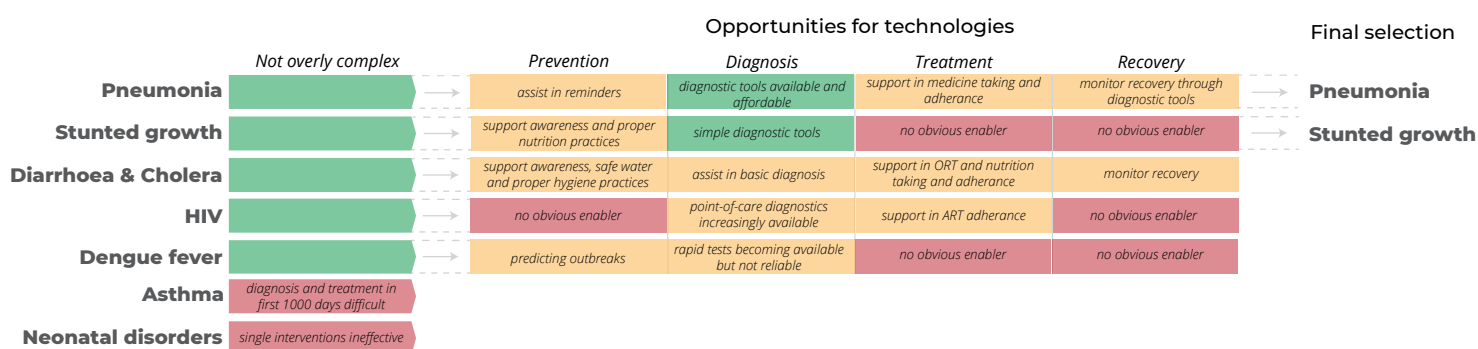 Opportunities for technologies
Final selection
Not overly complex
Prevention
Diagnosis
Treatment
Recovery
Pneumonia
assist in reminders
diagnostic tools available and
affordable
support in medicine taking and
adherance
monitor recovery through
diagnostic tools
Pneumonia
Stunted growth
support awareness and proper
nutrition practices
simple diagnostic tools
no obvious enabler
no obvious enabler
Stunted growth
Diarrhoea & Cholera
support awareness, safe water
and proper hygiene practices
assist in basic diagnosis
support in ORT and nutrition
taking and adherance
monitor recovery
HIV
no obvious enabler
point-of-care diagnostics
increasingly available
support in ART adherance
no obvious enabler
Dengue fever
predicting outbreaks
rapid tests becoming available
but not reliable
no obvious enabler
no obvious enabler
Asthma
diagnosis and treatment in
first 1000 days difficult
Neonatal disorders
single interventions ineffective